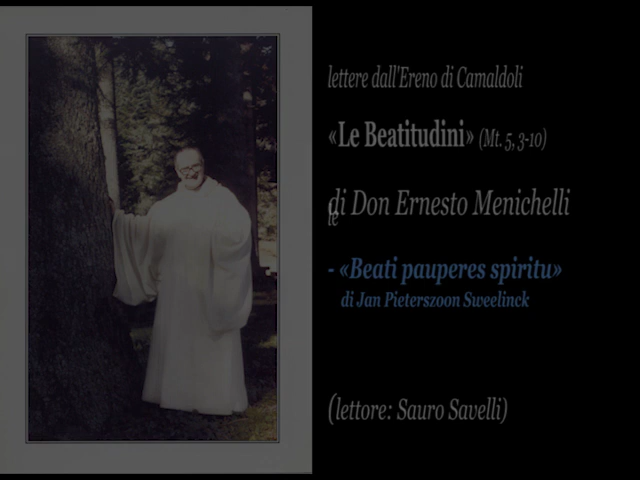 lettere dall'Ereno di Camaldoli
«Le Beatitudini» (Mt. 5, 3-10)
di Don Ernesto Menichelli
le
- «Beati pauperes spiritu»
di Jan Pieterszoon Sweelinck
(lettore: Sauro Savelli)